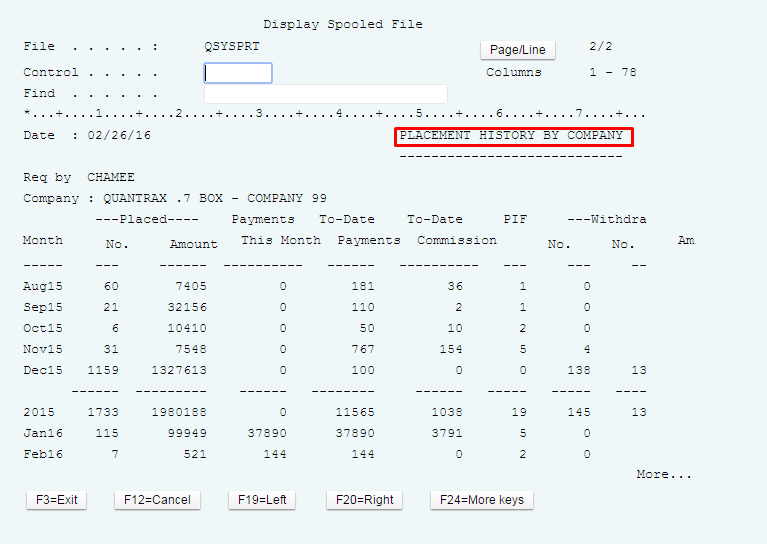 Display Spooled File
File . . . . . : QSYSPRT Page/Line 2/2
Control . . . . . Columns 1 - 78
Find . . . . . .
*...+....1....+....2....+....3....+....4....+....5....+....6....+....7....+...
Date : 02/26/16 PLACEMENT HISTORY BY COMPANY
----------------------------
Req by CHAMEE
Company : QUANTRAX .7 BOX - COMPANY 99
---Placed---- Payments To-Date To-Date PIF ---Withdra
Month No. Amount This Month Payments Commission No. No. Am
----- --- ------ ---------- ------ ---------- --- --- --
Aug15 60 7405 0 181 36 1 0
Sep15 21 32156 0 110 2 1 0
Oct15 6 10410 0 50 10 2 0
Nov15 31 7548 0 767 154 5 4
Dec15 1159 1327613 0 100 0 0 138 13
------ --------- ------ -------- ------ ----- ----- ----
2015 1733 1980188 0 11565 1038 19 145 13
Jan16 115 99949 37890 37890 3791 5 0
Feb16 7 521 144 144 0 2 0
More...
F3=Exit F12=Cancel F19=Left F20=Right F24=More keys